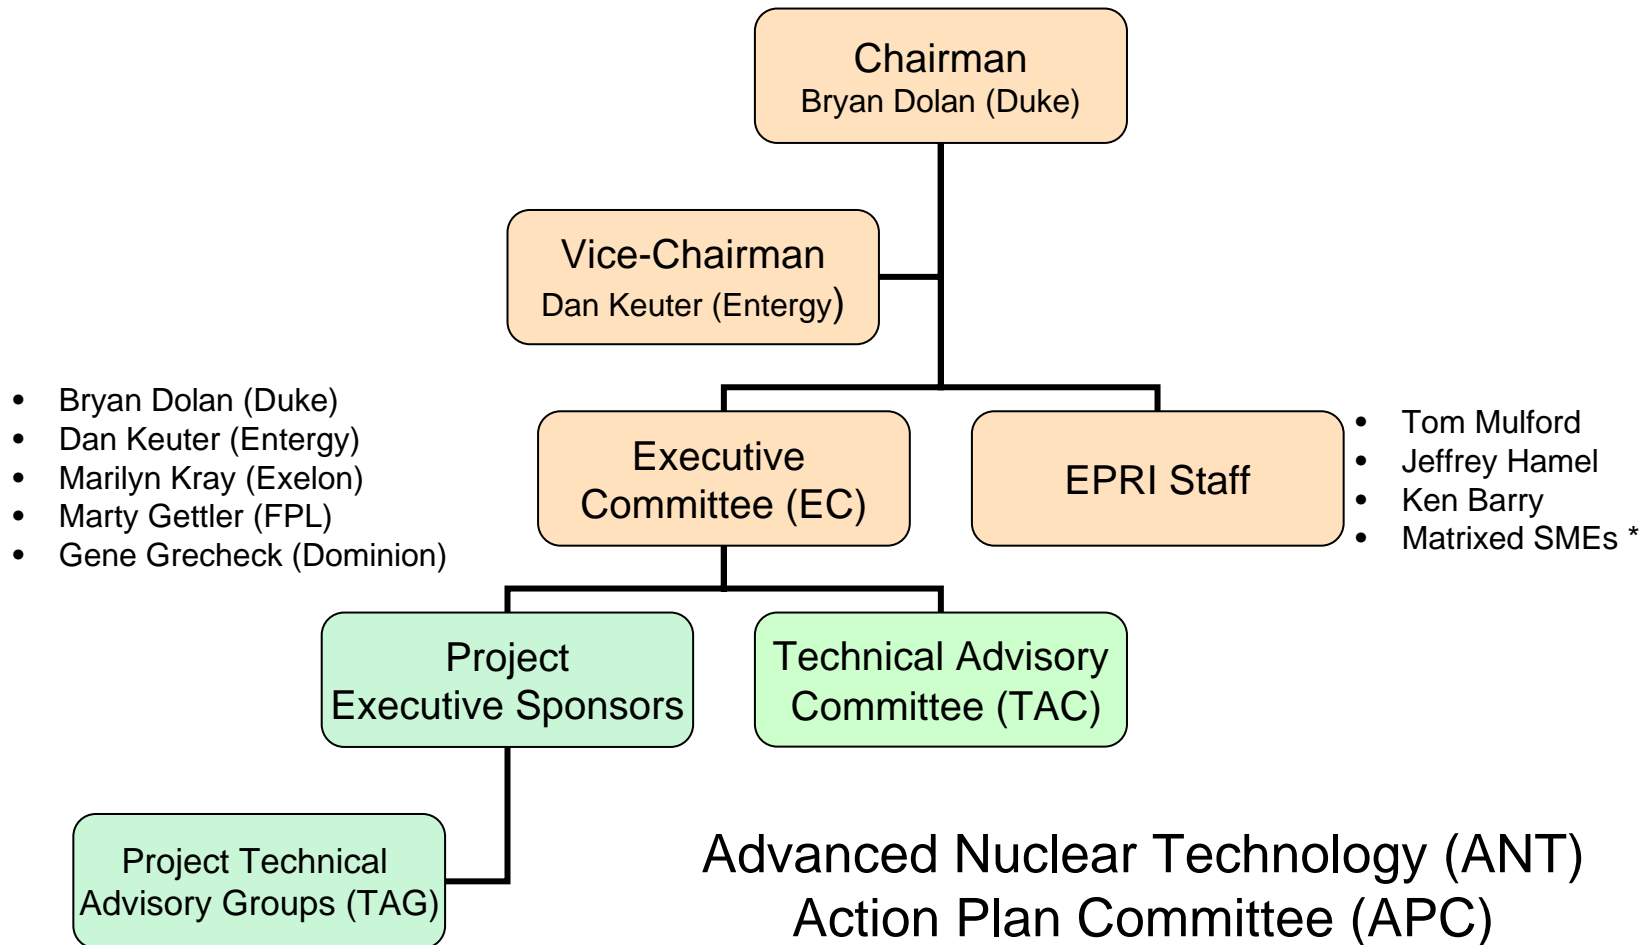 Chairman
Bryan Dolan (Duke)
Vice-Chairman
Dan Keuter (Entergy)
• Bryan Dolan (Duke)
• Dan Keuter (Entergy)
• Marilyn Kray (Exelon)
• Marty Gettler (FPL)
• Gene Grecheck (Dominion)
Executive
Committee (EC)
EPRI Staff
• Tom Mulford
• Jeffrey Hamel
• Ken Barry
• Matrixed SMEs *
Project
Executive Sponsors
Technical Advisory
Committee (TAC)
Project Technical
Advisory Groups (TAG)
Advanced Nuclear Technology (ANT)
Action Plan Committee (APC)